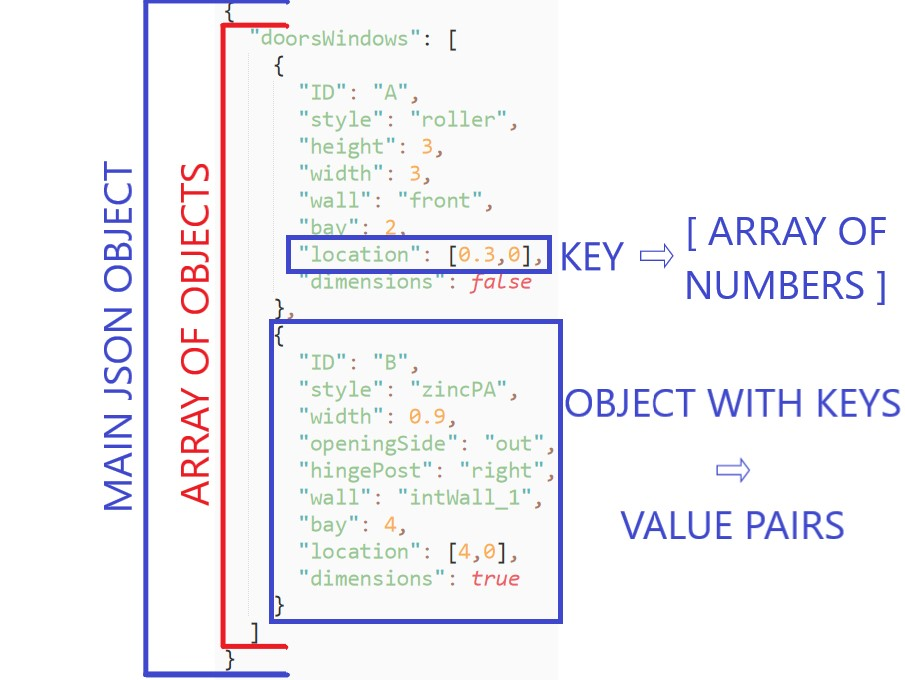 {
"doorsWindows": [
{
"ID": "A",
"style": "roller",
"height": 3,
"width": 3,
"wall": "front",
"bay": 2,
"location": [0.3,0],
"dimensions": false
},
{
"ID": "B",
"style": "zincPA",
"width": 0.9,
"openingSide": "out",
"hingePost": "right",
"wall": "intWall_1",
"bay": 4,
"location": [4,0],
"dimensions": true
}
]
}
MAIN JSON OBJECT
ARRAY OF OBJECTS
KEY ⇨ [ ARRAY OF
NUMBERS ]
OBJECT WITH KEYS
⇨
VALUE PAIRS